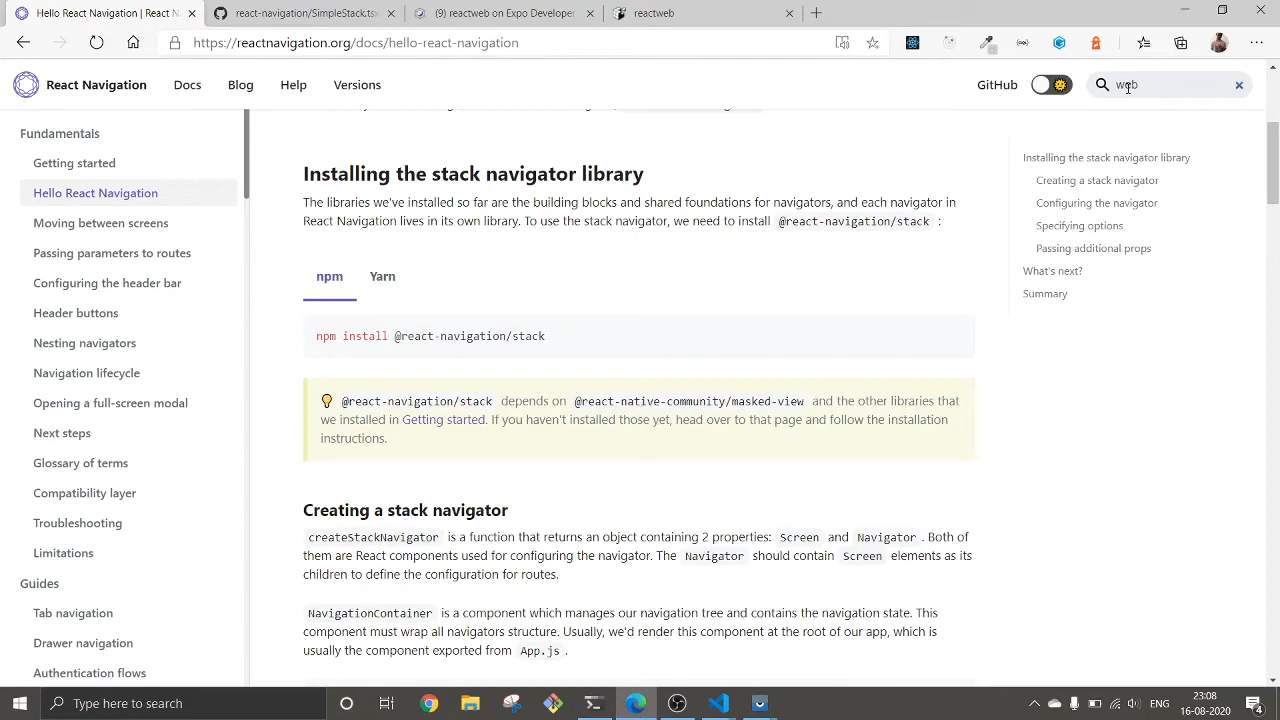 Hello React Navigation | React N
react-navigation/SimpleStack.ts
(9) reactweb on Expo Developer
reactweb
https://reactnavigation.org/docs/hello-react-navigation
React Navigation
Docs
Blog
Help
Versions
GitHub
web
Fundamentals
Getting started
Hello React Navigation
Moving between screens
Passing parameters to routes
Configuring the header bar
Header buttons
Nesting navigators
Navigation lifecycle
Opening a full-screen modal
Next steps
Glossary of terms
Compatibility layer
Troubleshooting
Limitations
Guides
Tab navigation
Drawer navigation
Authentication flows
Installing the stack navigator library
The libraries we've installed so far are the building blocks and shared foundations for navigators, and each navigator in
React Navigation lives in its own library. To use the stack navigator, we need to install @react-navigation/stack :
npm
Yarn
npm install @react-navigation/stack
@react-navigation/stack depends on @react-native-community/masked-view and the other libraries that
we installed in Getting started. If you haven't installed those yet, head over to that page and follow the installation
instructions.
Creating a stack navigator
createStackNavigator is a function that returns an object containing 2 properties: Screen and Navigator . Both of
them are React components used for configuring the navigator. The Navigator should contain Screen elements as its
children to define the configuration for routes.
NavigationContainer is a component which manages our navigation tree and contains the navigation state. This
component must wrap all navigators structure. Usually, we'd render this component at the root of our app, which is
usually the component exported from App.js .
Installing the stack navigator library
Creating a stack navigator
Configuring the navigator
Specifying options
Passing additional props
What's next?
Summary
Type here to search
ENG
23:08
16-08-2020
4